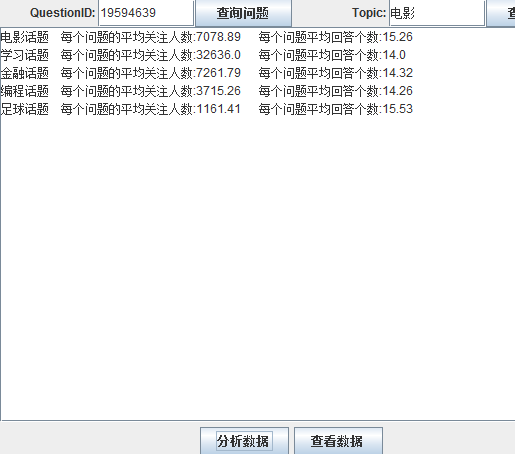 QuestionID: 19594639 查询问题 Topic: 电影
电影话题 每个问题的平均关注人数:7078.89 每个问题平均回答个数:15.26
学习话题 每个问题的平均关注人数:32636.0 每个问题平均回答个数:14.0
金融话题 每个问题的平均关注人数:7261.79 每个问题平均回答个数:14.32
编程话题 每个问题的平均关注人数:3715.26 每个问题平均回答个数:14.26
足球话题 每个问题的平均关注人数:1161.41 每个问题平均回答个数:15.53
分析数据 查看数据